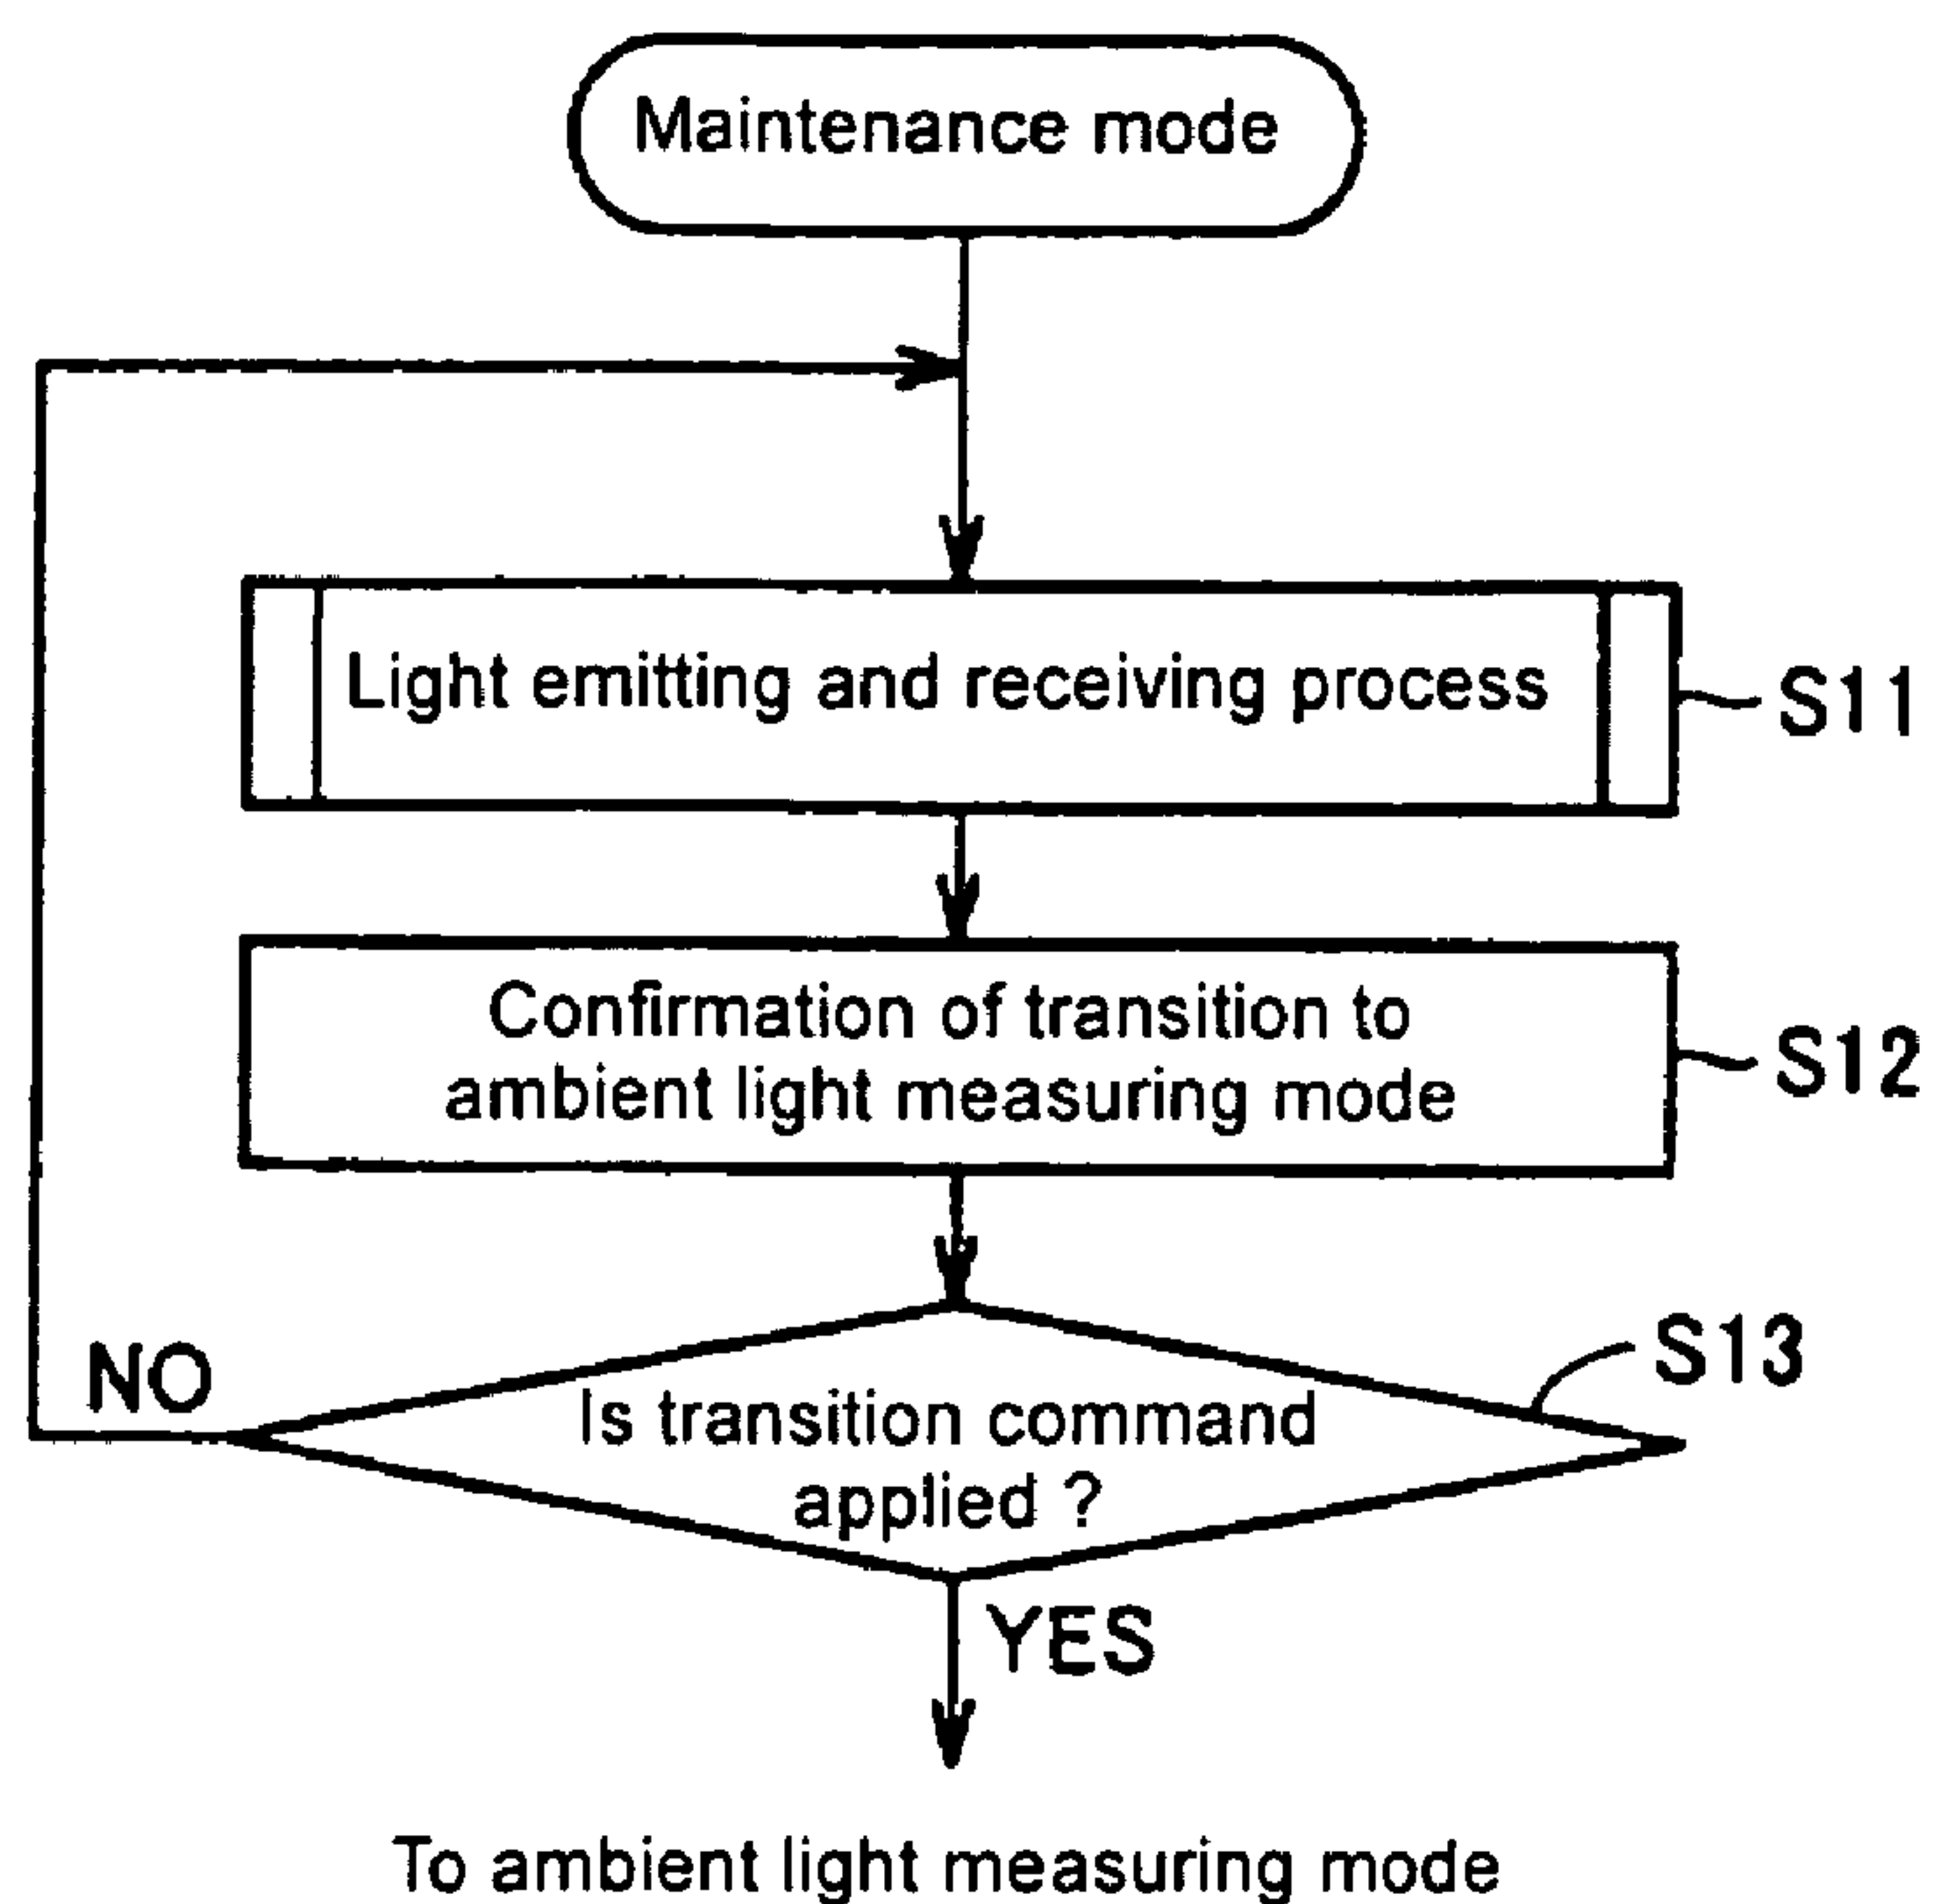 Maintenance mode
Light emitting and receiving process
S11
Confirmation of transition to
ambient light measuring mode
S12
S13
NO
Is transition command
applied ?
YES
To ambient light measuring mode